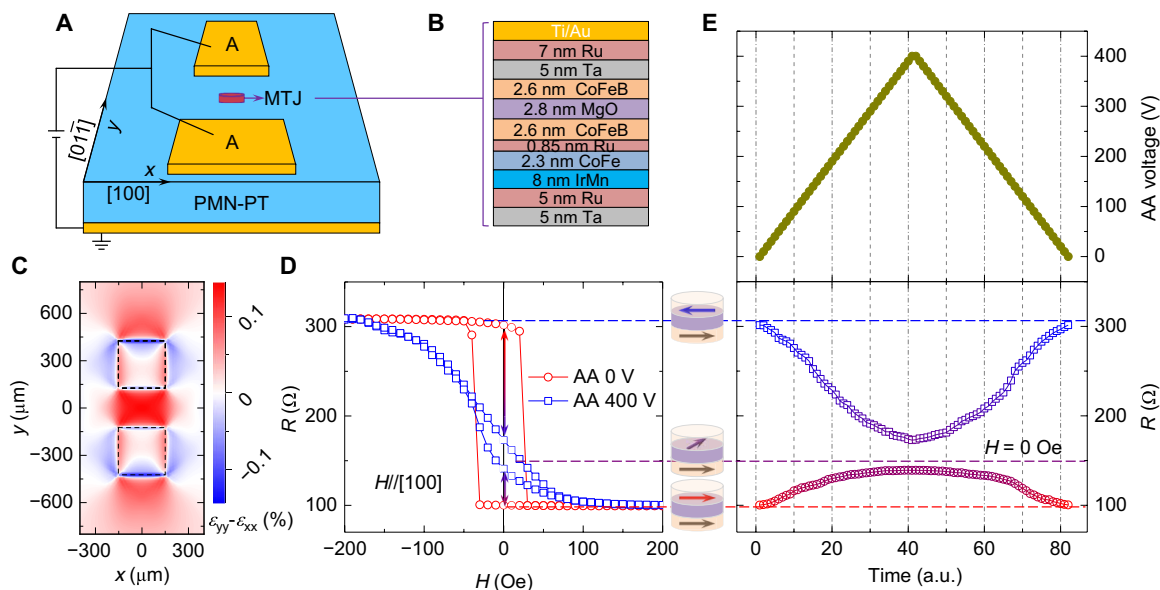 A
A
MTJ
A
[011̄]
y
x
[100]
PMN-PT
B
Ti/Au
7 nm Ru
5 nm Ta
2.6 nm CoFeB
2.8 nm MgO
2.6 nm CoFeB
0.85 nm Ru
2.3 nm CoFe
8 nm IrMn
5 nm Ru
5 nm Ta
C
600
300
0
−300
−600
y (μm)
−300 0 300
x (μm)
0.1
0
−0.1
εyy-εxx (%)
D
300
200
100
R (Ω)
AA 0 V
AA 400 V
H//[100]
−200 −100 0 100 200
H (Oe)
E
400
300
200
100
0
AA voltage (V)
300
200
100
R (Ω)
H = 0 Oe
0 20 40 60 80
Time (a.u.)